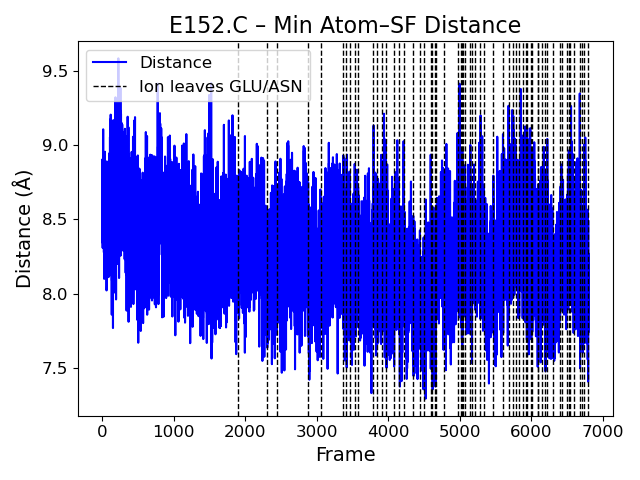 E152.C – Min Atom–SF Distance
Distance
Ion leaves GLU/ASN
Distance (Å)
9.5
9.0
8.5
8.0
7.5
0 1000 2000 3000 4000 5000 6000 7000
Frame